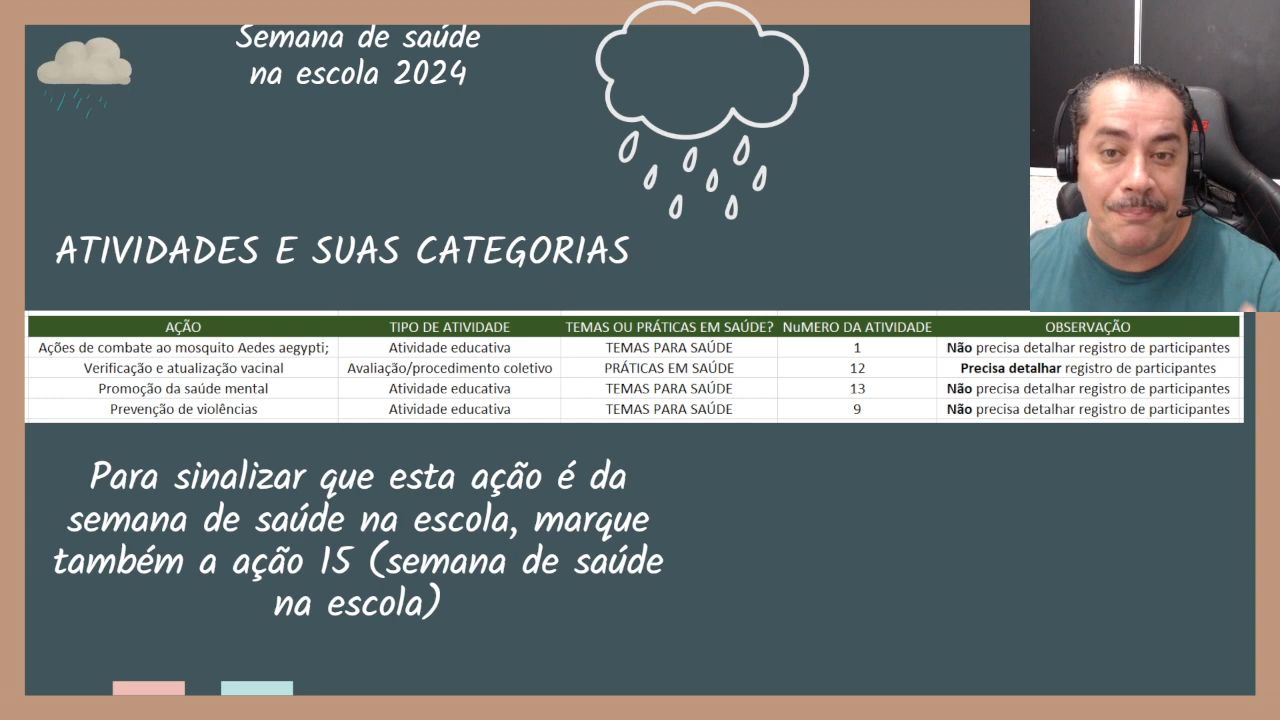 Semana de saúde
na escola 2024
ATIVIDADES E SUAS CATEGORIAS
AÇÃO TIPO DE ATIVIDADE TEMAS OU PRÁTICAS EM SAÚDE? NuMERO DA ATIVIDADE OBSERVAÇÃO
Ações de combate ao mosquito Aedes aegypti; Atividade educativa TEMAS PARA SAÚDE 1 Não precisa detalhar registro de participantes
Verificação e atualização vacinal Avaliação/procedimento coletivo PRÁTICAS EM SAÚDE 12 Precisa detalhar registro de participantes
Promoção da saúde mental Atividade educativa TEMAS PARA SAÚDE 13 Não precisa detalhar registro de participantes
Prevenção de violências Atividade educativa TEMAS PARA SAÚDE 9 Não precisa detalhar registro de participantes
Para sinalizar que esta ação é da
semana de saúde na escola, marque
também a ação 15 (semana de saúde
na escola)